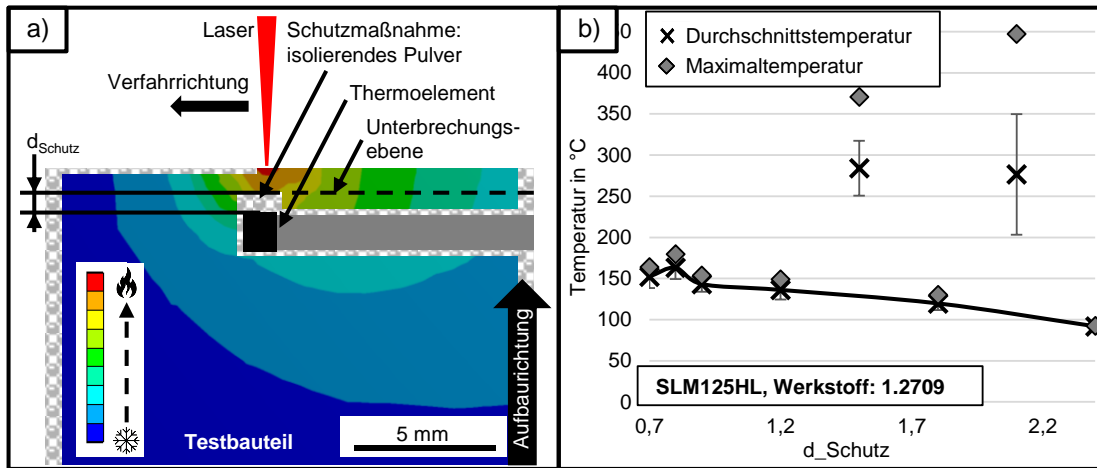 a)
Laser
Schutzmaßnahme:
isolierendes Pulver
Verfahrrichtung
Thermoelement
Unterbrechungs-
ebene
d_Schutz
Aufbaurichtung
Testbauteil
5 mm
b)
Durchschnittstemperatur
Maximaltemperatur
Temperatur in °C
400
350
300
250
200
150
100
50
0
SLM125HL, Werkstoff: 1.2709
0,7
1,2
1,7
2,2
d_Schutz